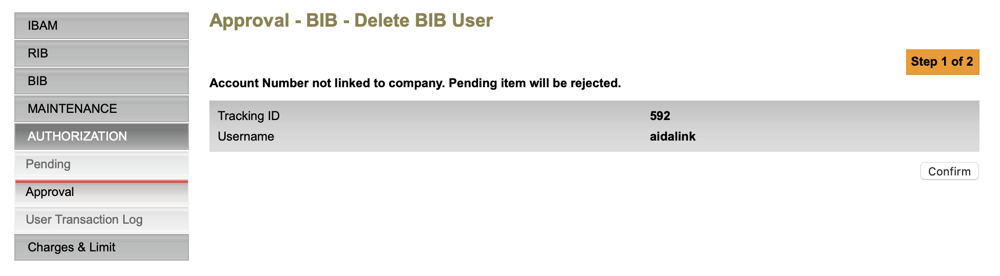 IBAM
RIB
BIB
MAINTENANCE
AUTHORIZATION
Pending
Approval
User Transaction Log
Charges & Limit
Approval - BIB - Delete BIB User
Step 1 of 2
Account Number not linked to company. Pending item will be rejected.
Tracking ID 592
Username aidalink
Confirm